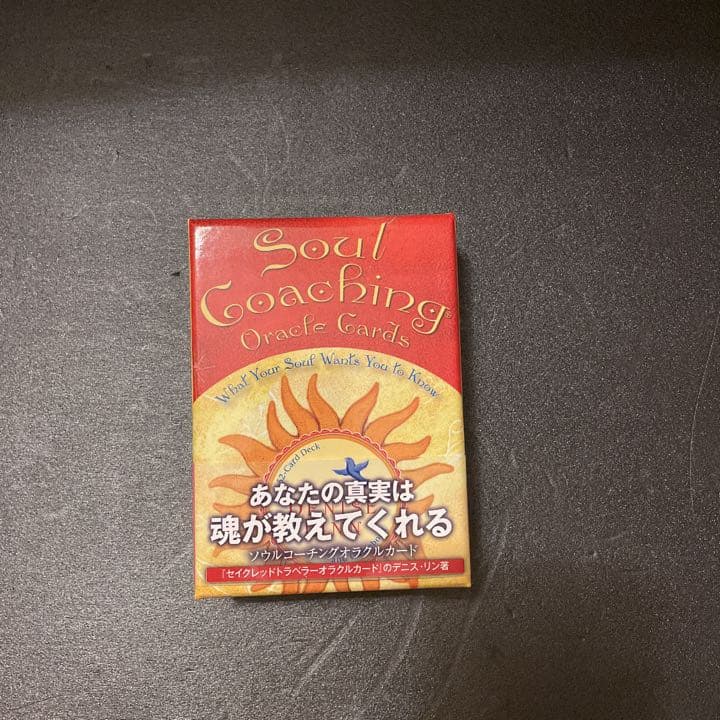 Soul
Coaching®
Oracle Cards
What Your Soul Wants You to Know
52-Card Deck
あなたの真実は
魂が教えてくれる
ソウルコーチングオラクルカード
『セイクレッドトラベラーオラクルカード』のデニス・リン著